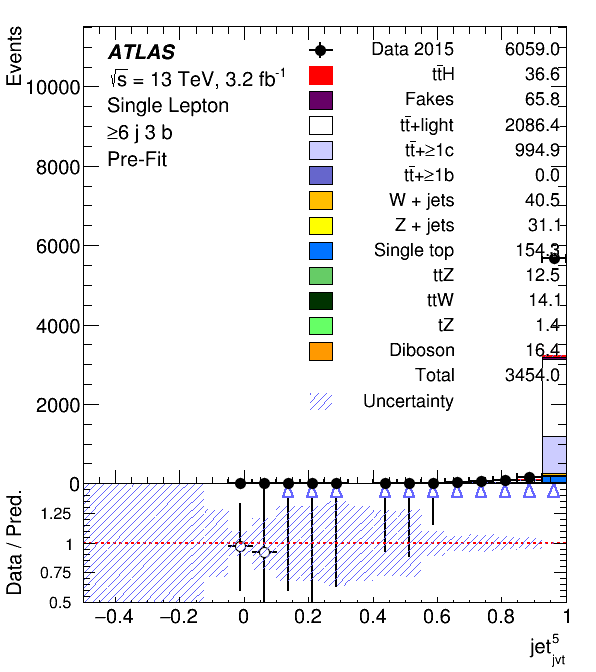 Events
10000
8000
6000
4000
2000
0
ATLAS
√s = 13 TeV, 3.2 fb⁻¹
Single Lepton
≥6 j 3 b
Pre-Fit
Data 2015 6059.0
tt̄H 36.6
Fakes 65.8
tt̄+light 2086.4
tt̄+≥1c 994.9
tt̄+≥1b 0.0
W + jets 40.5
Z + jets 31.1
Single top 154.3
ttZ 12.5
ttW 14.1
tZ 1.4
Diboson 16.4
Total 3454.0
Uncertainty
Data / Pred.
1.25
1
0.75
0.5
−0.4 −0.2 0 0.2 0.4 0.6 0.8 1
jet⁵_jvt